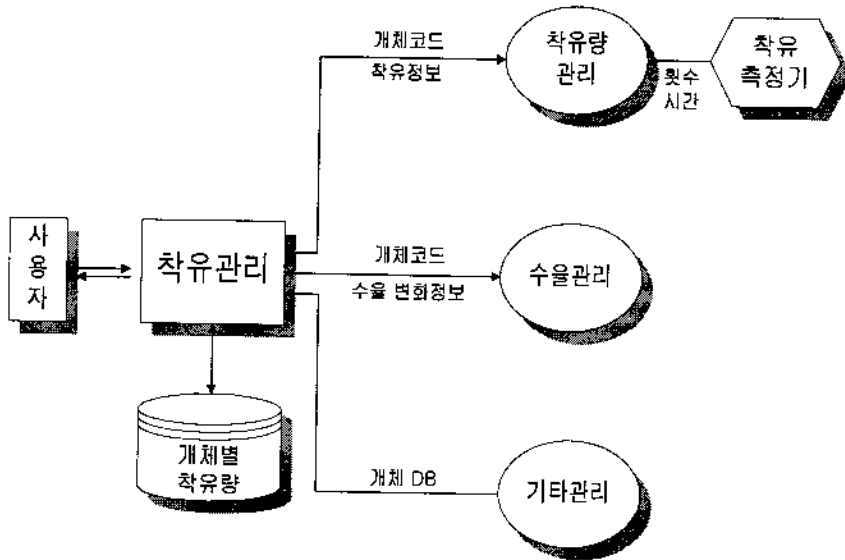 개체코드
착유정보
착유량
관리
횟수
시간
착유
측정기
사
용
자
착유관리
개체코드
수율 변화정보
수율관리
개체별
착유량
개체 DB
기타관리